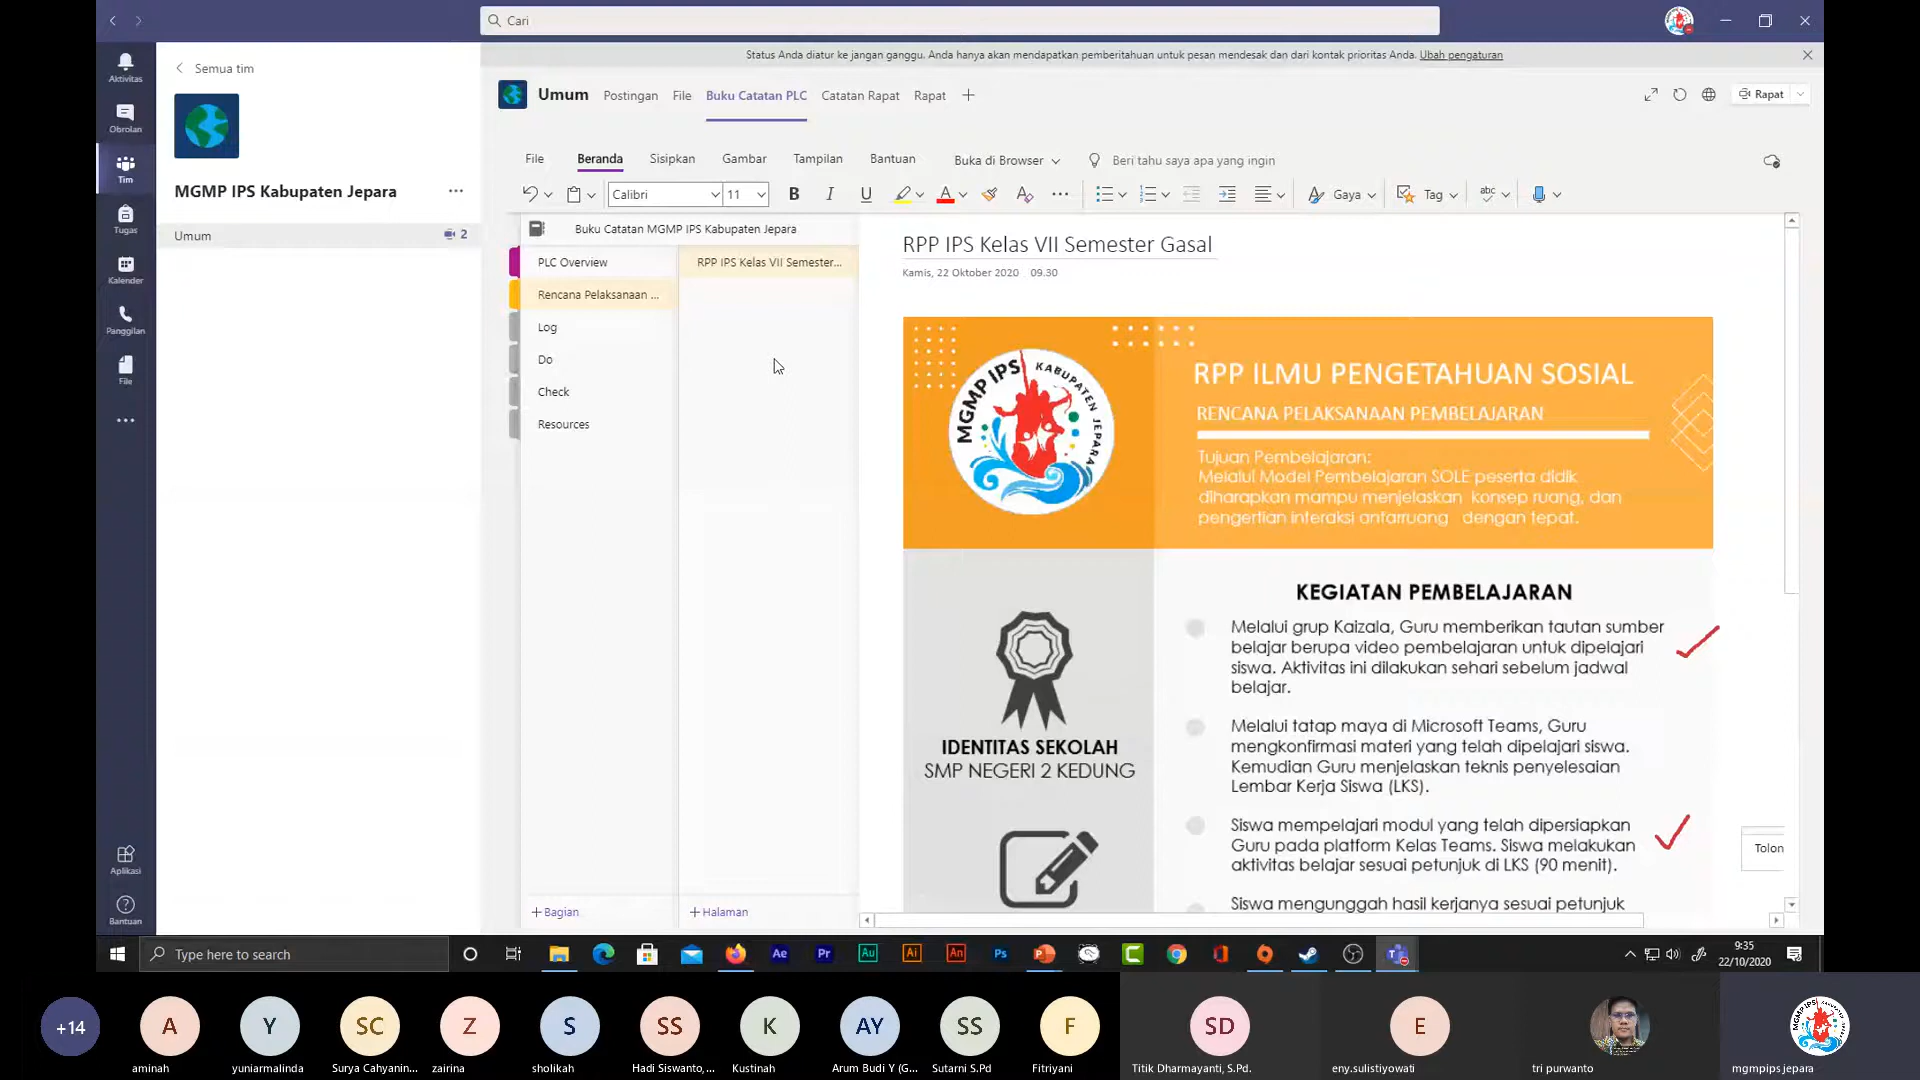 Cari
Status Anda diatur ke jangan ganggu. Anda hanya akan mendapatkan pemberitahuan untuk pesan mendesak dan dari kontak prioritas Anda. Ubah pengaturan
Aktivitas
Obrolan
Tim
Tugas
Kalender
Panggilan
File
Aplikasi
Bantuan
Semua tim
MGMP IPS Kabupaten Jepara
Umum 2
Umum Postingan File Buku Catatan PLC Catatan Rapat Rapat
Rapat
File Beranda Sisipkan Gambar Tampilan Bantuan Buka di Browser Beri tahu saya apa yang ingin
Calibri 11 B I U A Gaya Tag abc
Buku Catatan MGMP IPS Kabupaten Jepara
PLC Overview
Rencana Pelaksanaan ...
Log
Do
Check
Resources
RPP IPS Kelas VII Semester...
Bagian
Halaman
RPP IPS Kelas VII Semester Gasal
Kamis, 22 Oktober 2020 09.30
MGMP IPS KABUPATEN JEPARA
RPP ILMU PENGETAHUAN SOSIAL
RENCANA PELAKSANAAN PEMBELAJARAN
Tujuan Pembelajaran:
Melalui Model Pembelajaran SOLE peserta didik
diharapkan mampu menjelaskan konsep ruang, dan
pengertian interaksi antarruang dengan tepat.
IDENTITAS SEKOLAH
SMP NEGERI 2 KEDUNG
KEGIATAN PEMBELAJARAN
Melalui grup Kaizala, Guru memberikan tautan sumber
belajar berupa video pembelajaran untuk dipelajari
siswa. Aktivitas ini dilakukan sehari sebelum jadwal
belajar.
Melalui tatap maya di Microsoft Teams, Guru
mengkonfirmasi materi yang telah dipelajari siswa.
Kemudian Guru menjelaskan teknis penyelesaian
Lembar Kerja Siswa (LKS).
Siswa mempelajari modul yang telah dipersiapkan
Guru pada platform Kelas Teams. Siswa melakukan
aktivitas belajar sesuai petunjuk di LKS (90 menit).
Siswa mengunggah hasil kerjanya sesuai petunjuk
Tolon
Type here to search
Ae Pr Au Ai An Ps
9:35
22/10/2020
+14 A Y SC Z S SS K AY SS F SD E
aminah yuniarmalinda Surya Cahyanin... zairina sholikah Hadi Siswanto,... Kustinah Arum Budi Y (G... Sutarni S.Pd Fitriyani Titik Dharmayanti, S.Pd. eny.sulistiyowati tri purwanto mgmpips jepara